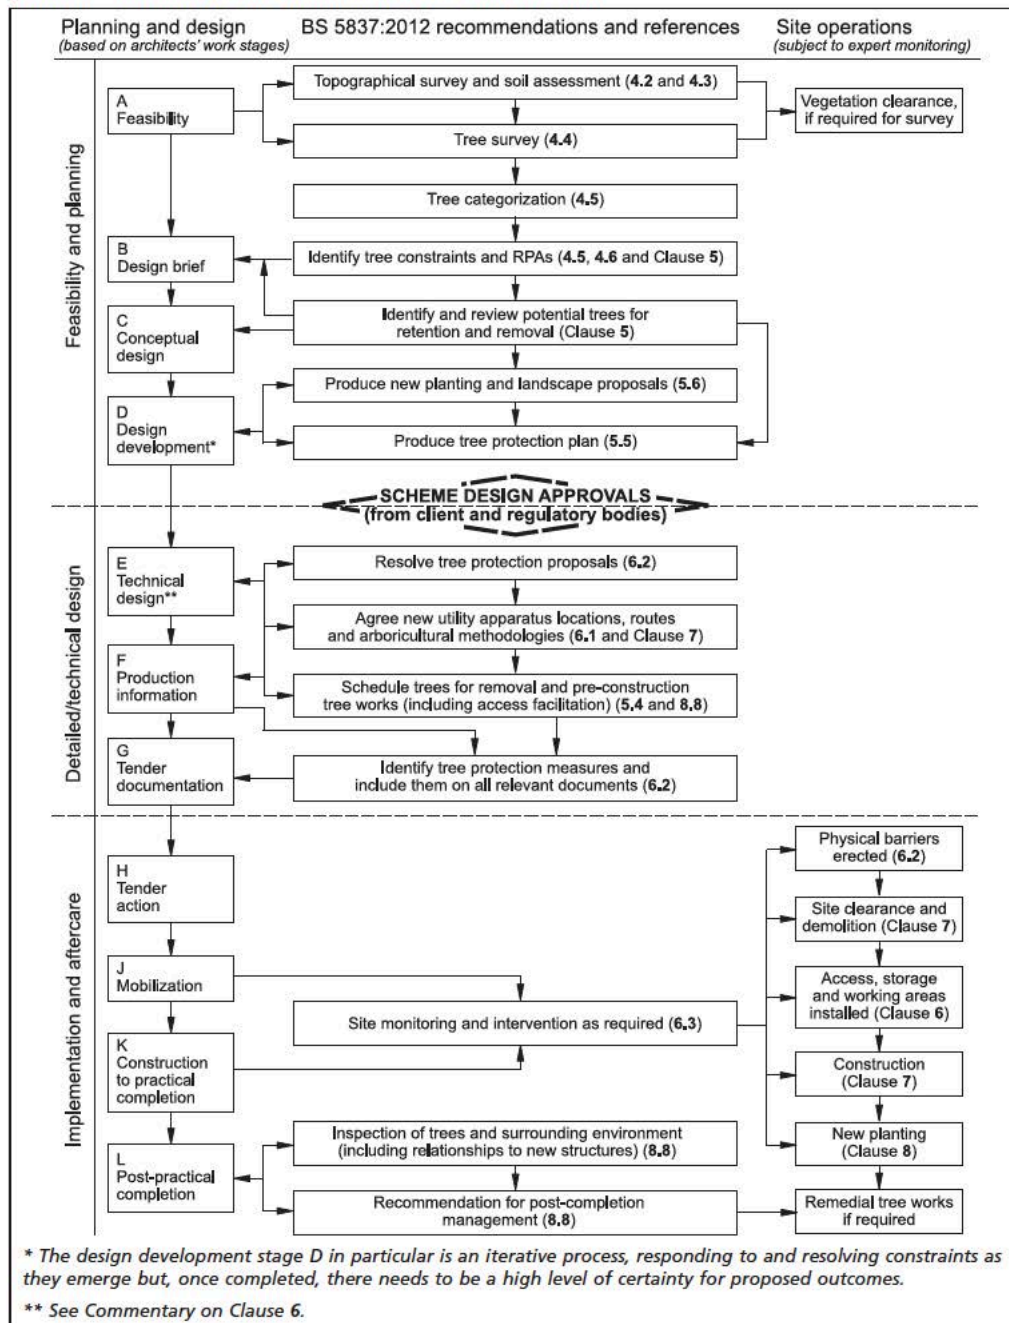 Planning and design
(based on architects' work stages)
BS 5837:2012 recommendations and references
Site operations
(subject to expert monitoring)
Feasibility and planning
A
Feasibility
Topographical survey and soil assessment (4.2 and 4.3)
Vegetation clearance,
if required for survey
Tree survey (4.4)
Tree categorization (4.5)
B
Design brief
Identify tree constraints and RPAs (4.5, 4.6 and Clause 5)
C
Conceptual
design
Identify and review potential trees for
retention and removal (Clause 5)
Produce new planting and landscape proposals (5.6)
D
Design
development*
Produce tree protection plan (5.5)
SCHEME DESIGN APPROVALS
(from client and regulatory bodies)
Detailed/technical design
E
Technical
design**
Resolve tree protection proposals (6.2)
Agree new utility apparatus locations, routes
and arboricultural methodologies (6.1 and Clause 7)
F
Production
information
Schedule trees for removal and pre-construction
tree works (including access facilitation) (5.4 and 8.8)
G
Tender
documentation
Identify tree protection measures and
include them on all relevant documents (6.2)
Implementation and aftercare
H
Tender
action
Physical barriers
erected (6.2)
Site clearance and
demolition (Clause 7)
J
Mobilization
Access, storage
and working areas
installed (Clause 6)
Site monitoring and intervention as required (6.3)
K
Construction
to practical
completion
Construction
(Clause 7)
New planting
(Clause 8)
L
Post-practical
completion
Inspection of trees and surrounding environment
(including relationships to new structures) (8.8)
Recommendation for post-completion
management (8.8)
Remedial tree works
if required
* The design development stage D in particular is an iterative process, responding to and resolving constraints as
they emerge but, once completed, there needs to be a high level of certainty for proposed outcomes.
** See Commentary on Clause 6.